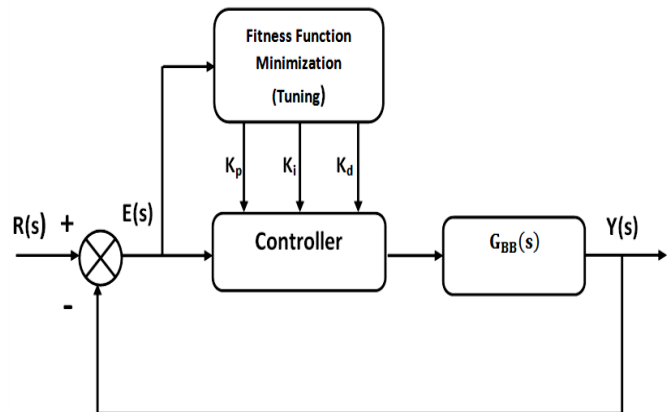 Fitness Function
Minimization
(Tuning)
K_p K_i K_d
R(s) + E(s)
Controller
G_BB(s)
Y(s)
-